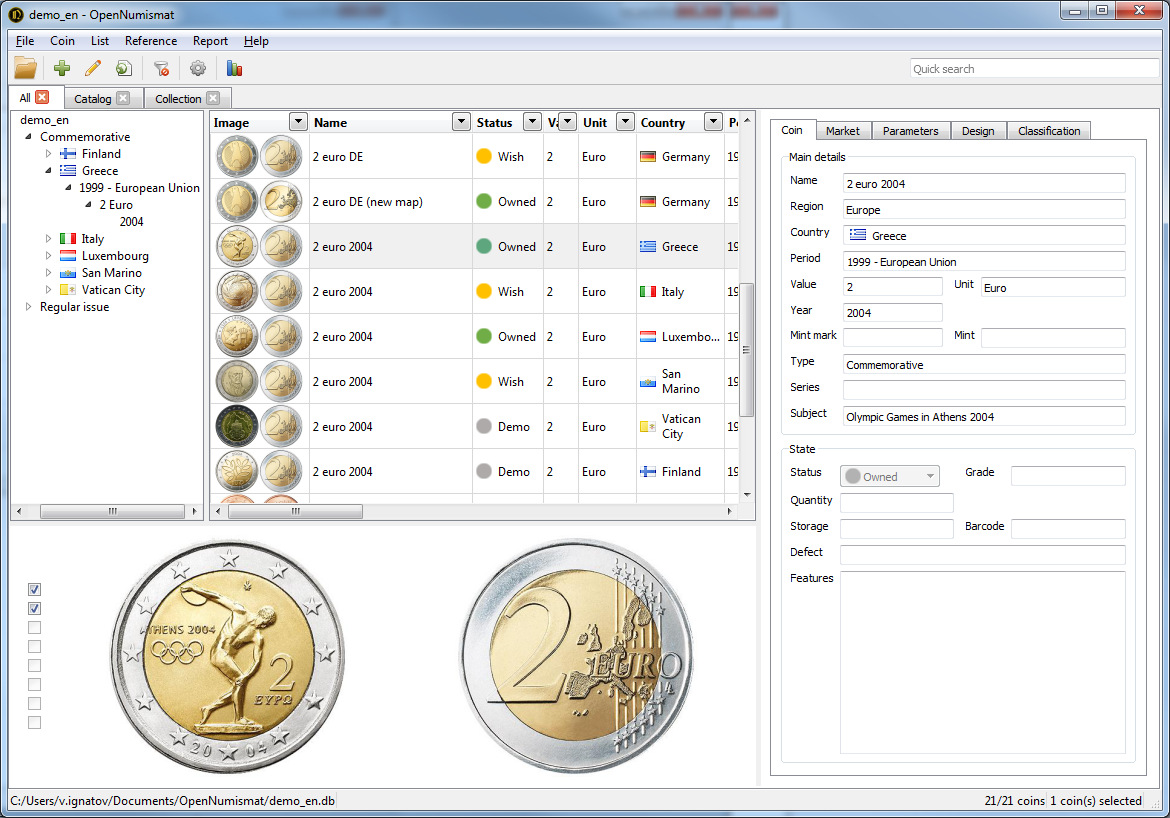 demo_en - OpenNumismat
File Coin List Reference Report Help
Quick search
All Catalog Collection
demo_en
Commemorative
Finland
Greece
1999 - European Union
2 Euro
2004
Italy
Luxembourg
San Marino
Vatican City
Regular issue
Image Name Status Unit Country
2 euro DE Wish 2 Euro Germany 19
2 euro DE (new map) Owned 2 Euro Germany 19
2 euro 2004 Owned 2 Euro Greece 19
2 euro 2004 Wish 2 Euro Italy 19
2 euro 2004 Owned 2 Euro Luxembo... 19
2 euro 2004 Wish 2 Euro San Marino 19
2 euro 2004 Demo 2 Euro Vatican City 19
2 euro 2004 Demo 2 Euro Finland 19
Coin Market Parameters Design Classification
Main details
Name 2 euro 2004
Region Europe
Country Greece
Period 1999 - European Union
Value 2 Unit Euro
Year 2004
Mint mark Mint
Type Commemorative
Series
Subject Olympic Games in Athens 2004
State
Status Owned Grade
Quantity
Storage Barcode
Defect
Features
ATHENS 2004
2
ΕΥΡΩ
2004
2 EURO
C:/Users/v.ignatov/Documents/OpenNumismat/demo_en.db
21/21 coins 1 coin(s) selected